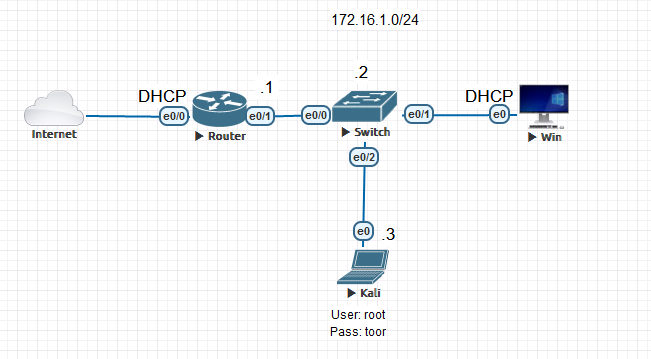 172.16.1.0/24
.2
DHCP
.1
DHCP
e0/0
e0/1
e0/0
e0/1
e0
Internet
Router
Switch
Win
e0/2
e0
.3
Kali
User: root
Pass: toor